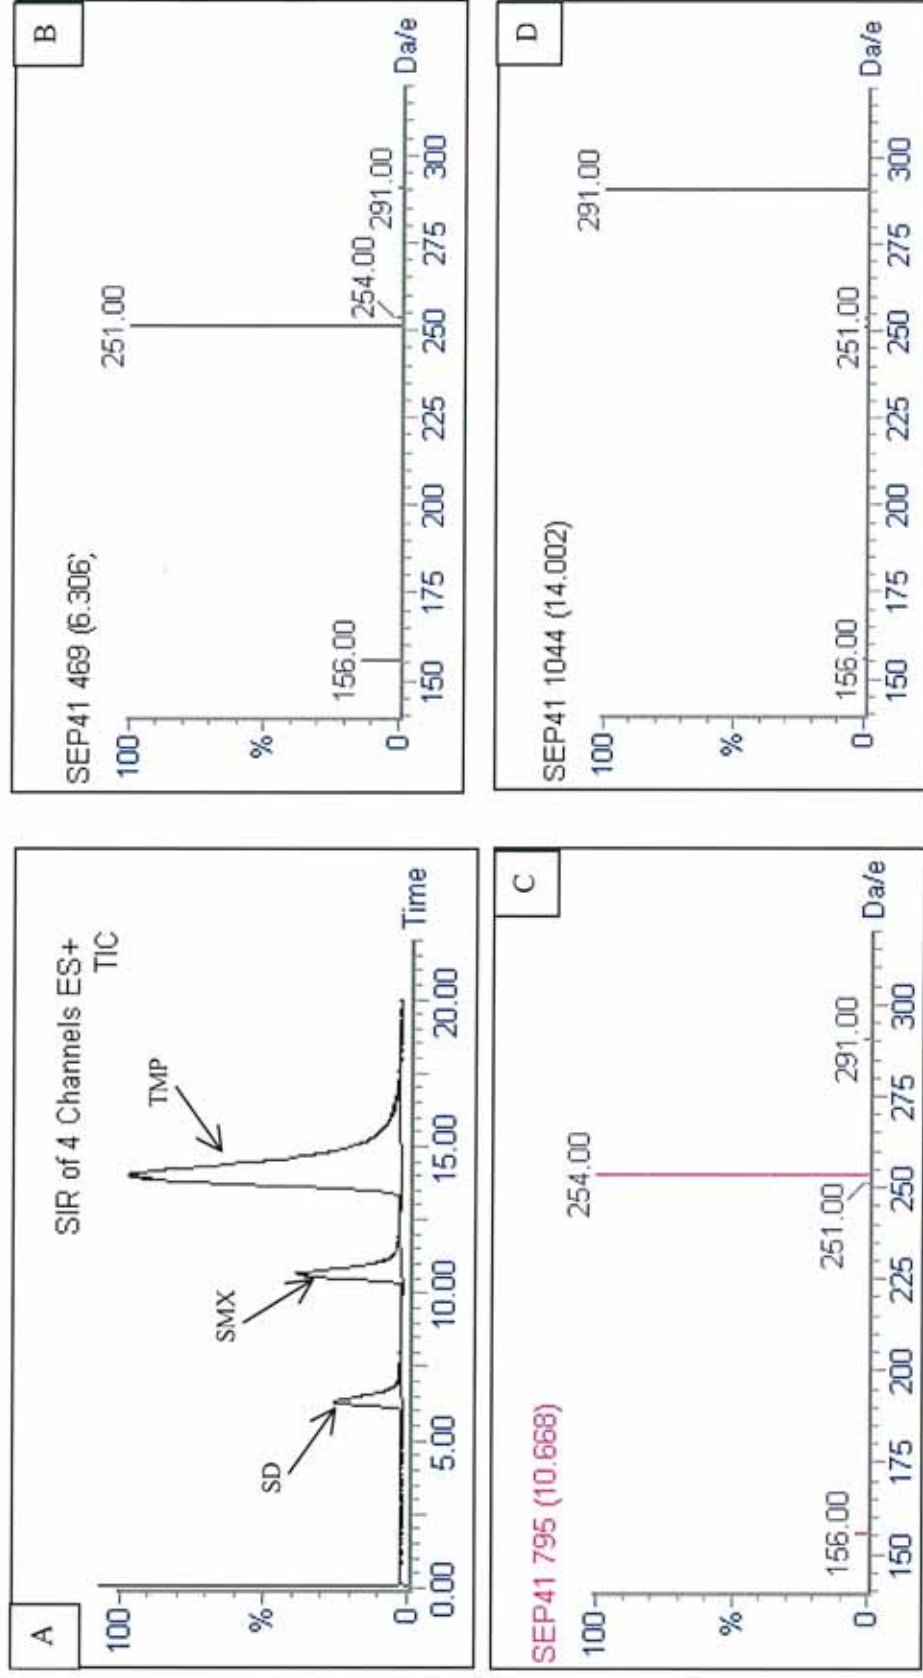 A
SIR of 4 Channels ES+
TIC
TMP
SMX
SD
100
%
0
0.00 5.00 10.00 15.00 20.00
Time
B
SEP41 469 (6.306)
251.00
254.00
291.00
156.00
100
%
0
150 175 200 225 250 275 300
Da/e
C
SEP41 795 (10.668)
254.00
251.00
291.00
156.00
100
%
0
150 175 200 225 250 275 300
Da/e
D
SEP41 1044 (14.002)
291.00
251.00
156.00
100
%
0
150 175 200 225 250 275 300
Da/e